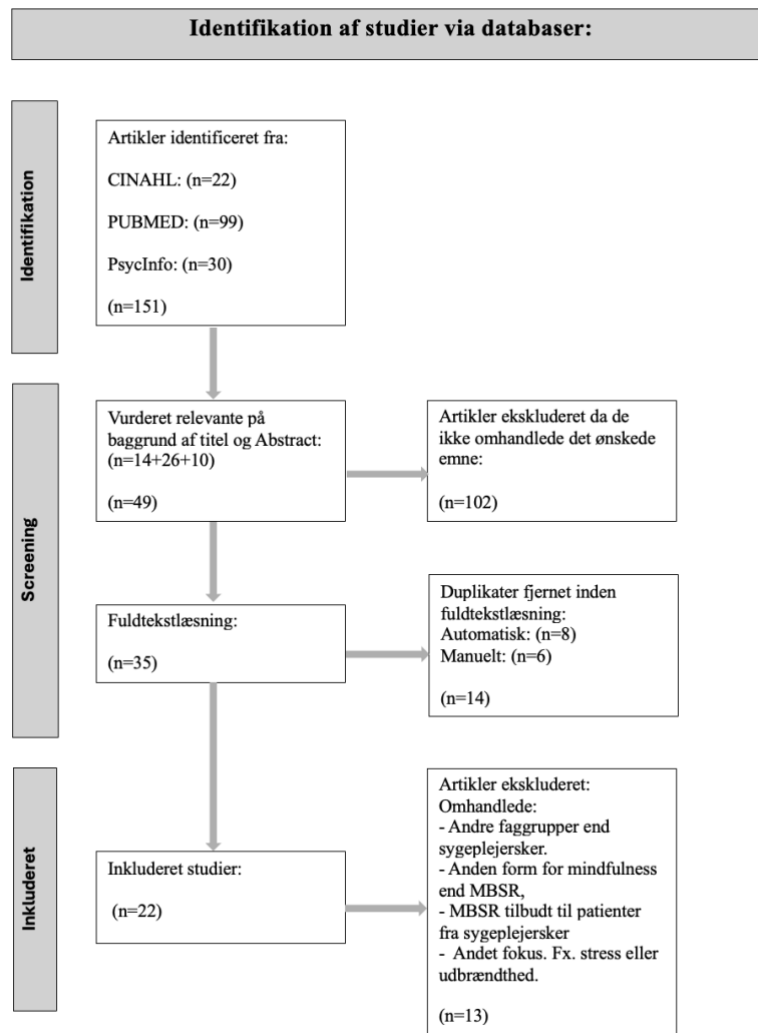 Identifikation af studier via databaser:
Identifikation
Artikler identificeret fra:
CINAHL: (n=22)
PUBMED: (n=99)
PsycInfo: (n=30)
(n=151)
Screening
Vurderet relevante på
baggrund af titel og Abstract:
(n=14+26+10)
(n=49)
Artikler ekskluderet da de
ikke omhandlede det ønskede
emne:
(n=102)
Fuldtekstlæsning:
(n=35)
Duplikater fjernet inden
fuldtekstlæsning:
Automatisk: (n=8)
Manuelt: (n=6)
(n=14)
Inkluderet
Inkluderet studier:
(n=22)
Artikler ekskluderet:
Omhandlede:
- Andre faggrupper end
sygeplejersker.
- Anden form for mindfulness
end MBSR,
- MBSR tilbudt til patienter
fra sygeplejersker
- Andet fokus. Fx. stress eller
udbrændthed.
(n=13)